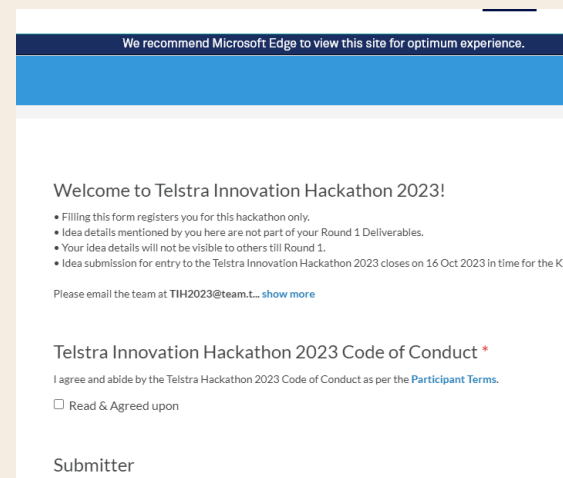 We recommend Microsoft Edge to view this site for optimum experience.
Welcome to Telstra Innovation Hackathon 2023!
• Filling this form registers you for this hackathon only.
• Idea details mentioned by you here are not part of your Round 1 Deliverables.
• Your idea details will not be visible to others till Round 1.
• Idea submission for entry to the Telstra Innovation Hackathon 2023 closes on 16 Oct 2023 in time for the K
Please email the team at TIH2023@team.t... show more
Telstra Innovation Hackathon 2023 Code of Conduct *
I agree and abide by the Telstra Hackathon 2023 Code of Conduct as per the Participant Terms.
Read & Agreed upon
Submitter